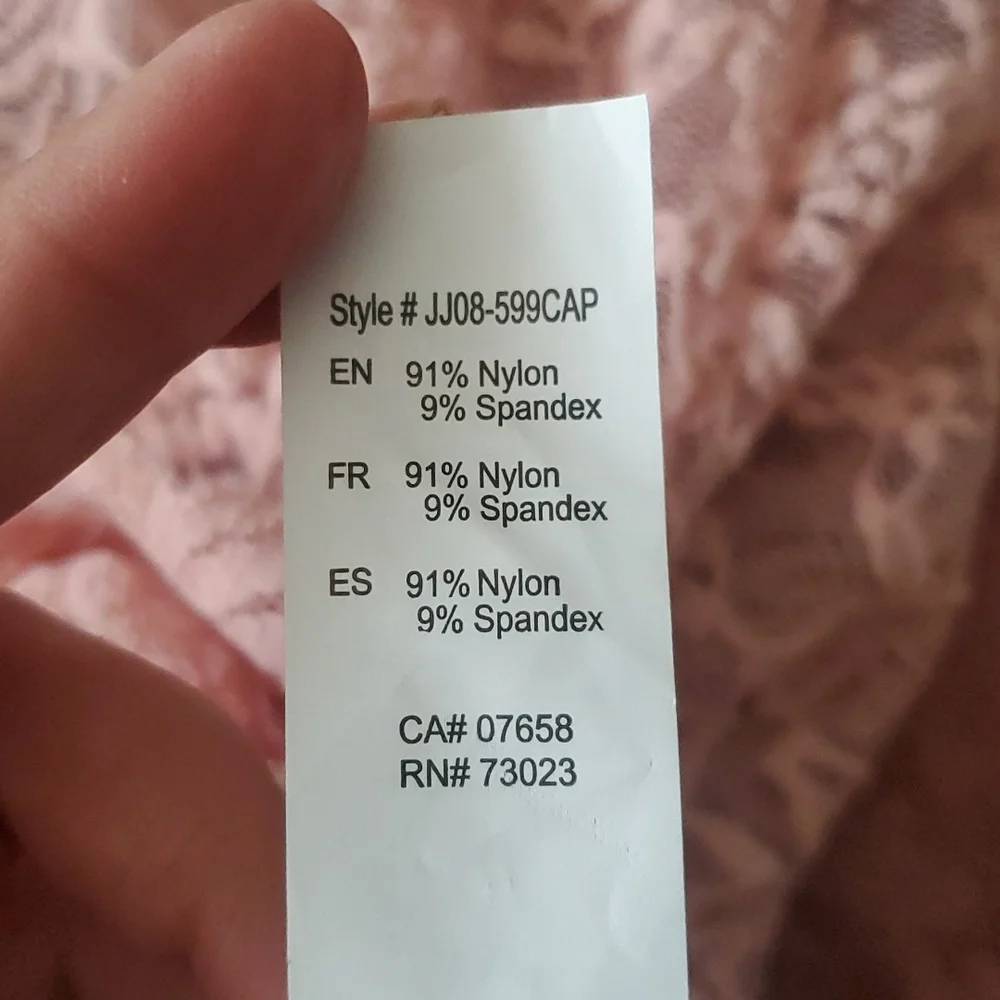 Style # JJ08-599CAP
EN 91% Nylon
9% Spandex
FR 91% Nylon
9% Spandex
ES 91% Nylon
9% Spandex
CA# 07658
RN# 73023